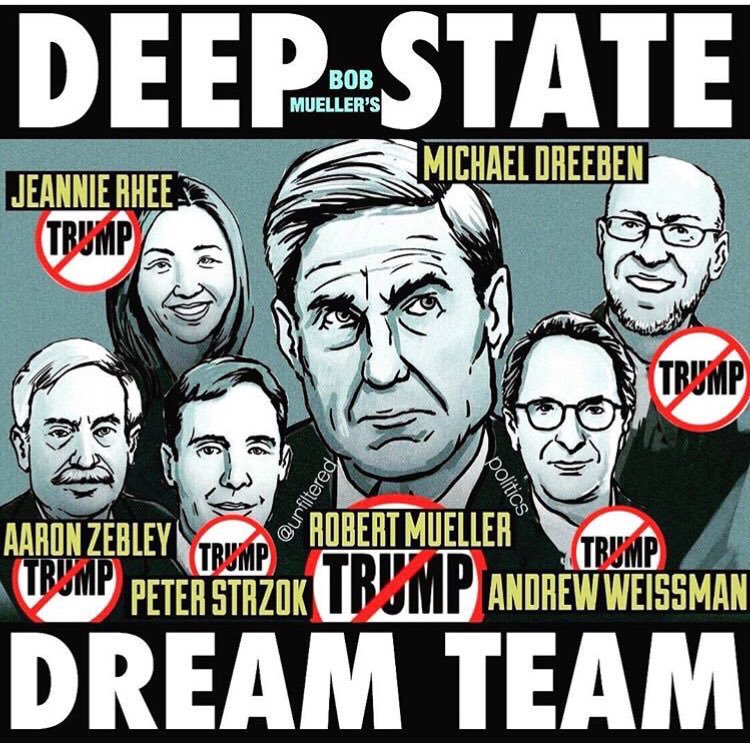 DEEP STATE
BOB
MUELLER'S
MICHAEL DREEBEN
JEANNIE RHEE
TRUMP
TRUMP
@unfiltered
politics
AARON ZEBLEY
TRUMP
TRUMP
PETER STRZOK
ROBERT MUELLER
TRUMP
TRUMP
ANDREW WEISSMAN
DREAM TEAM